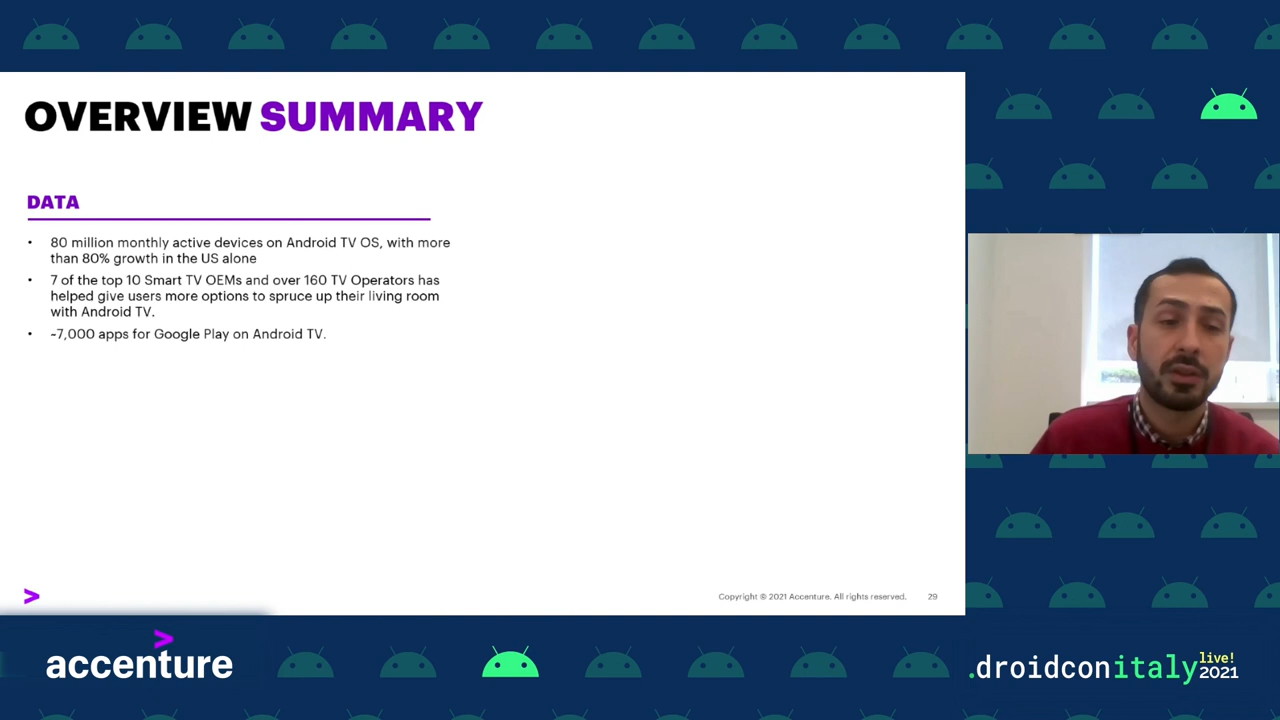 OVERVIEW SUMMARY
DATA
• 80 million monthly active devices on Android TV OS, with more
than 80% growth in the US alone
• 7 of the top 10 Smart TV OEMs and over 160 TV Operators has
helped give users more options to spruce up their living room
with Android TV.
• ~7,000 apps for Google Play on Android TV.
>
Copyright © 2021 Accenture. All rights reserved. 29
accenture
.droidconitaly live! 2021